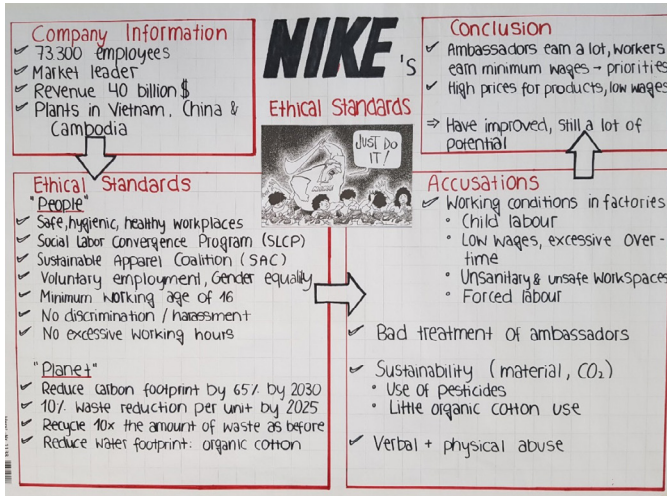 NIKE's
Ethical Standards
JUST DO
IT!
Company Information
✓ 73300 employees
✓ Market leader
✓ Revenue 40 billion $
✓ Plants in Vietnam, China &
Cambodia
Ethical Standards
"People"
✓ Safe, hygienic, healthy workplaces
✓ Social Labor Convergence Program (SLCP)
✓ Sustainable Apparel Coalition (SAC)
✓ Voluntary employment, Gender equality
✓ Minimum working age of 16
✓ No discrimination / harassment
✓ No excessive working hours
"Planet"
✓ Reduce carbon footprint by 65% by 2030
✓ 10% waste reduction per unit by 2025
✓ Recycle 10x the amount of waste as before
✓ Reduce water footprint: organic cotton
Accusations
✓ Working conditions in factories
• Child labour
• Low wages, excessive over-
time
• Unsanitary & unsafe workspaces
• Forced labour
✓ Bad treatment of ambassadors
✓ Sustainability (material, CO₂)
• Use of pesticides
• Little organic cotton use
✓ Verbal + physical abuse
Conclusion
✓ Ambassadors earn a lot, workers
earn minimum wages → priorities
✓ High prices for products, low wages
⇒ Have improved, still a lot of
potential